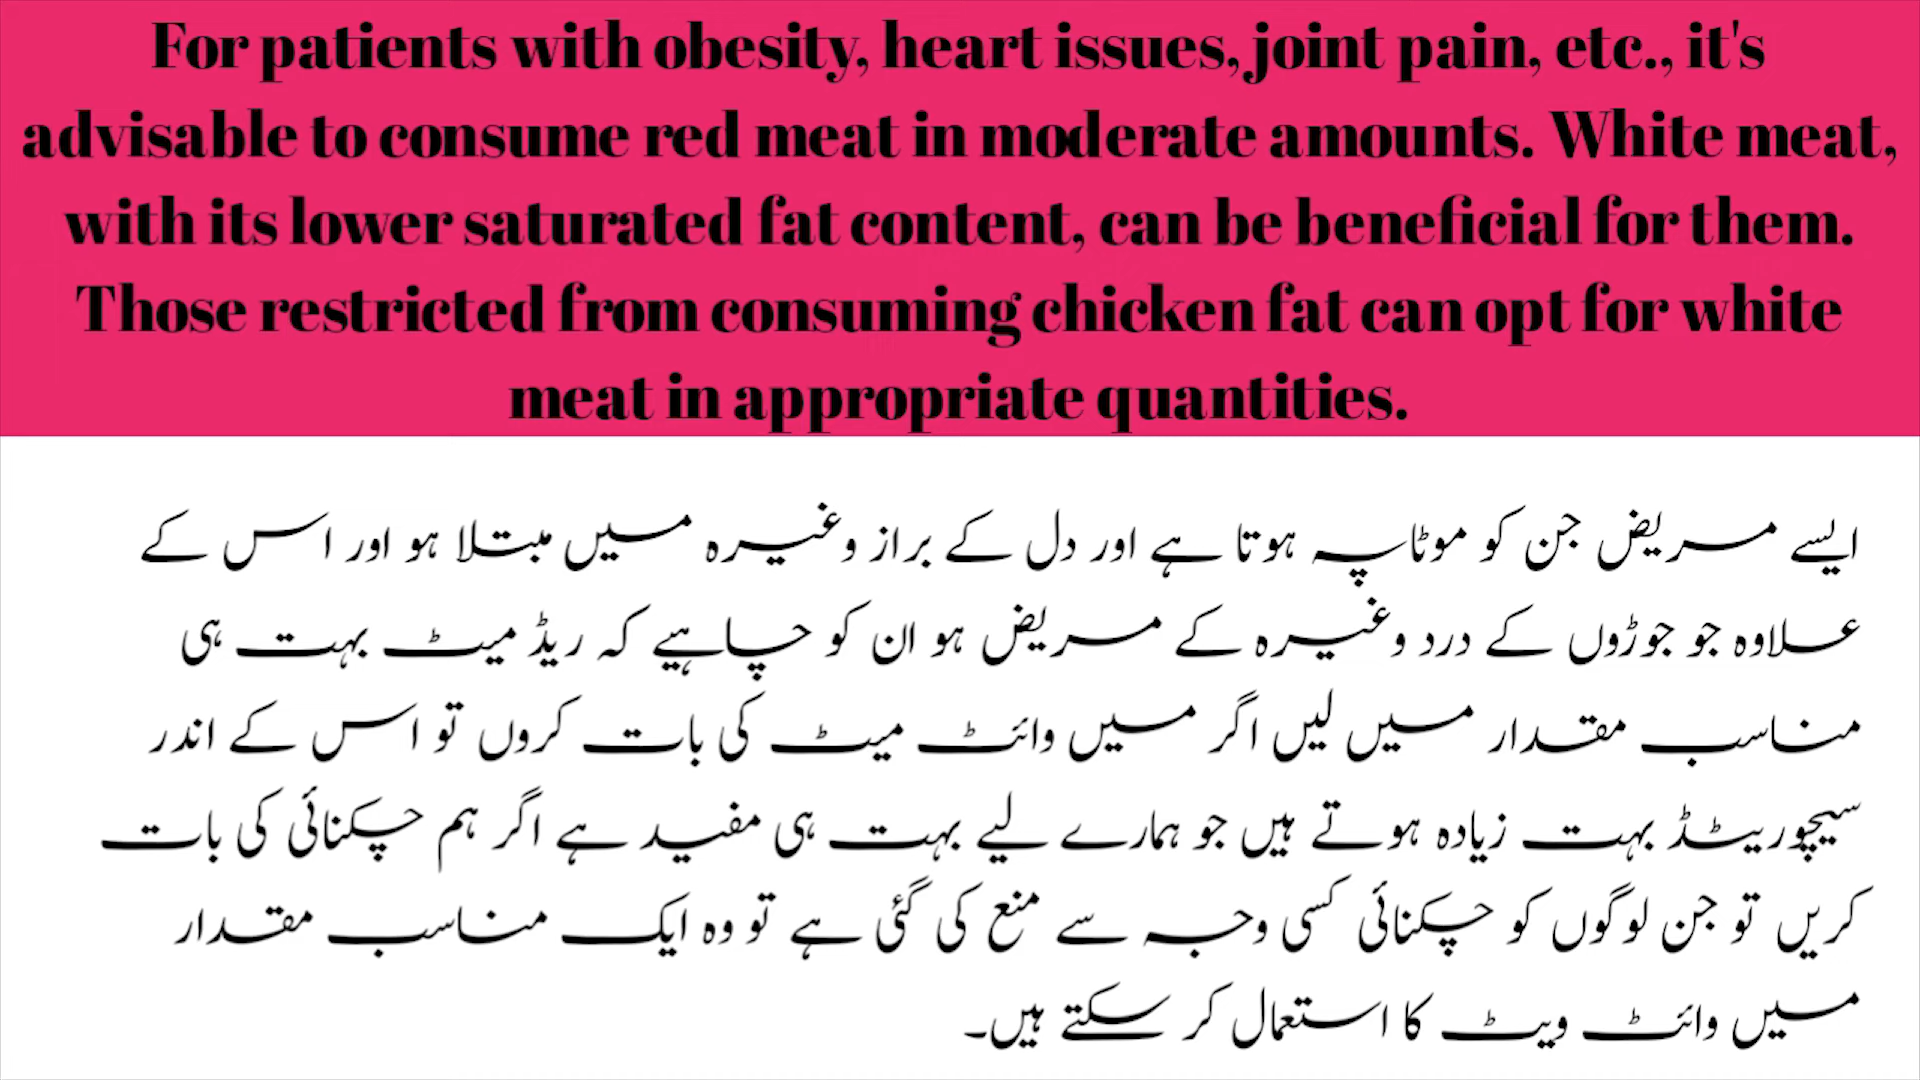 For patients with obesity, heart issues, joint pain, etc., it's
advisable to consume red meat in moderate amounts. White meat,
with its lower saturated fat content, can be beneficial for them.
Those restricted from consuming chicken fat can opt for white
meat in appropriate quantities.
ایسے مریض جن کو موٹاپہ ہوتا ہے اور دل کے براز وغیرہ میں مبتلا ہو اور اس کے
علاوہ جو جوڑوں کے درد وغیرہ کے مریض ہو ان کو چاہیے کہ ریڈ میٹ بہت ہی
مناسب مقدار میں لیں اگر میں وائٹ میٹ کی بات کروں تو اس کے اندر
سیچوریٹڈ بہت زیادہ ہوتے ہیں جو ہمارے لیے بہت ہی مفید ہے اگر ہم چکنائی کی بات
کریں تو جن لوگوں کو چکنائی کسی وجہ سے منع کی گئی ہے تو وہ ایک مناسب مقدار
میں وائٹ ویٹ کا استعمال کر سکتے ہیں۔